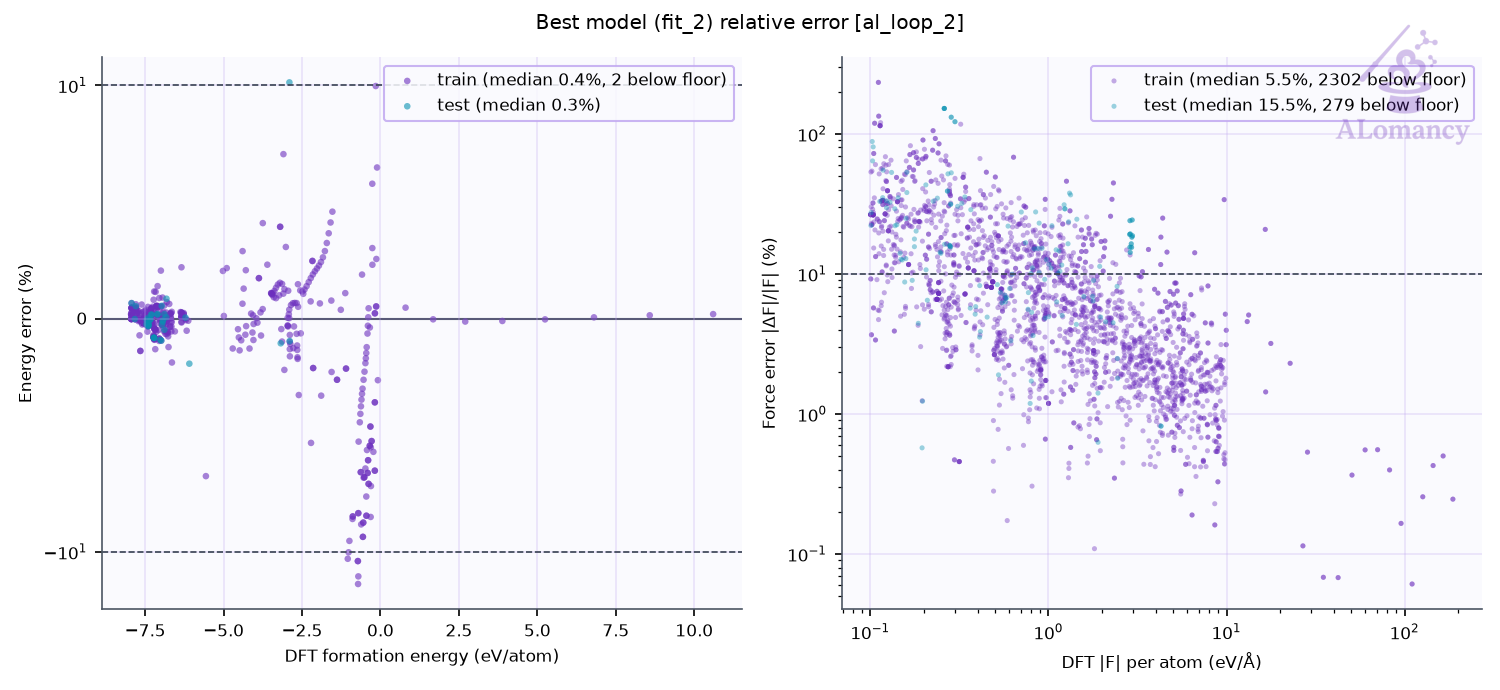 Best model (fit_2) relative error [al_loop_2]
train (median 0.4%, 2 below floor)
test (median 0.3%)
10¹
0
−10¹
Energy error (%)
−7.5 −5.0 −2.5 0.0 2.5 5.0 7.5 10.0
DFT formation energy (eV/atom)
train (median 5.5%, 2302 below floor)
test (median 15.5%, 279 below floor)
ALomancy
10²
10¹
10⁰
10⁻¹
Force error |ΔF|/|F| (%)
10⁻¹ 10⁰ 10¹ 10²
DFT |F| per atom (eV/Å)